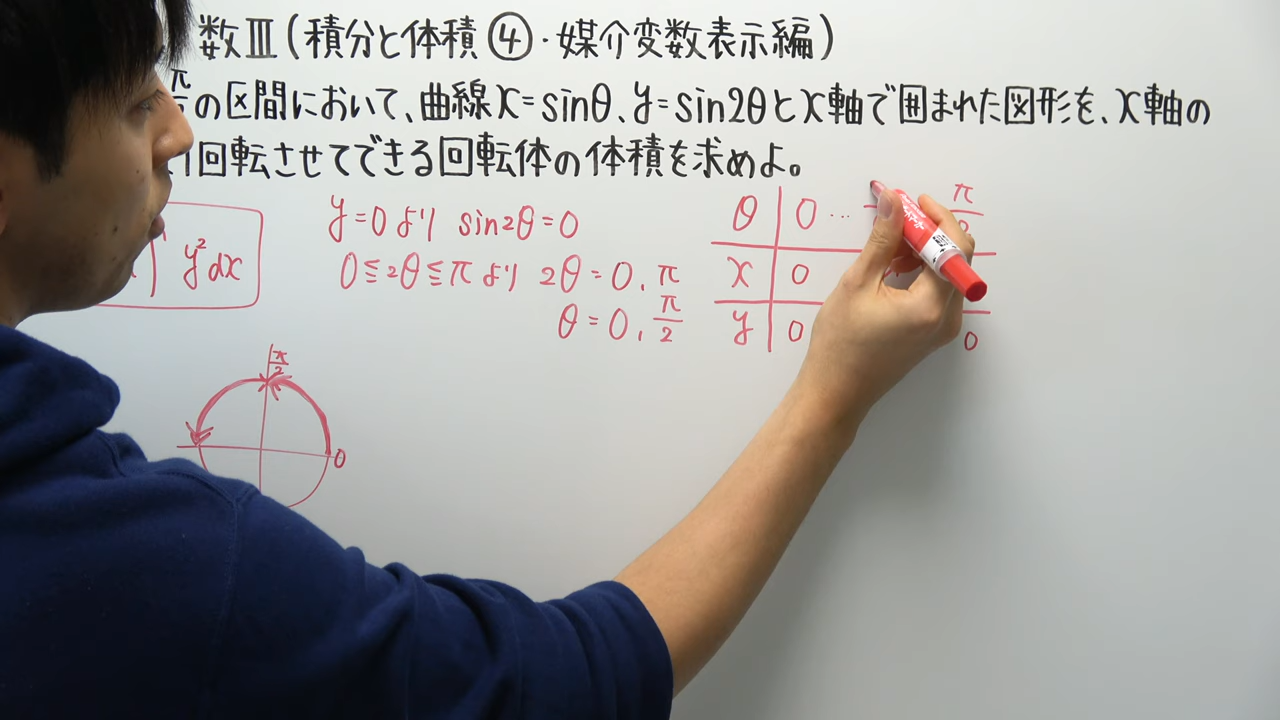 数Ⅲ(積分と体積④・媒介変数表示編)
の区間において、曲線x=sinθ、y=sin2θとx軸で囲まれた図形を、x軸の
回転させてできる回転体の体積を求めよ。
y²dx
y=0より sin2θ=0
0≦2θ≦πより 2θ=0, π
θ=0, π/2
θ 0 … π
x 0
y 0 0
π/2
0